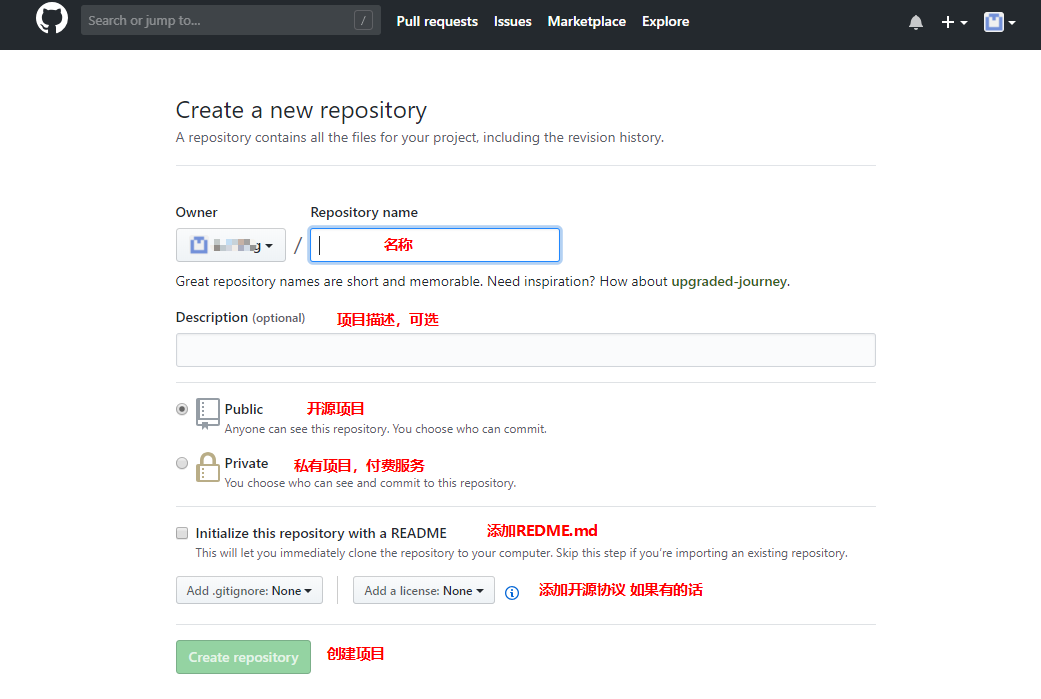 Search or jump to... / Pull requests Issues Marketplace Explore
Create a new repository
A repository contains all the files for your project, including the revision history.
Owner Repository name
/ 名称
Great repository names are short and memorable. Need inspiration? How about upgraded-journey.
Description (optional) 项目描述，可选
Public 开源项目
Anyone can see this repository. You choose who can commit.
Private 私有项目，付费服务
You choose who can see and commit to this repository.
Initialize this repository with a README 添加REDME.md
This will let you immediately clone the repository to your computer. Skip this step if you’re importing an existing repository.
Add .gitignore: None Add a license: None 添加开源协议 如果有的话
Create repository 创建项目